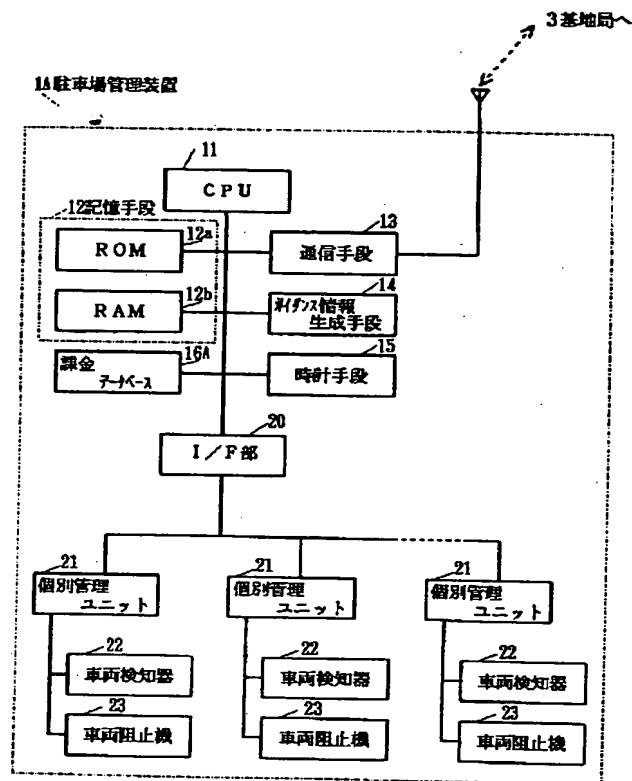 3基地局へ
1A駐車場管理装置
11
CPU
12記憶手段
12a
ROM
13
通信手段
12b
RAM
14
ガイダンス情報
生成手段
16A
課金
データベース
15
時計手段
20
I/F部
21
個別管理
ユニット
21
個別管理
ユニット
21
個別管理
ユニット
22
車両検知器
22
車両検知器
22
車両検知器
23
車両阻止機
23
車両阻止機
23
車両阻止機